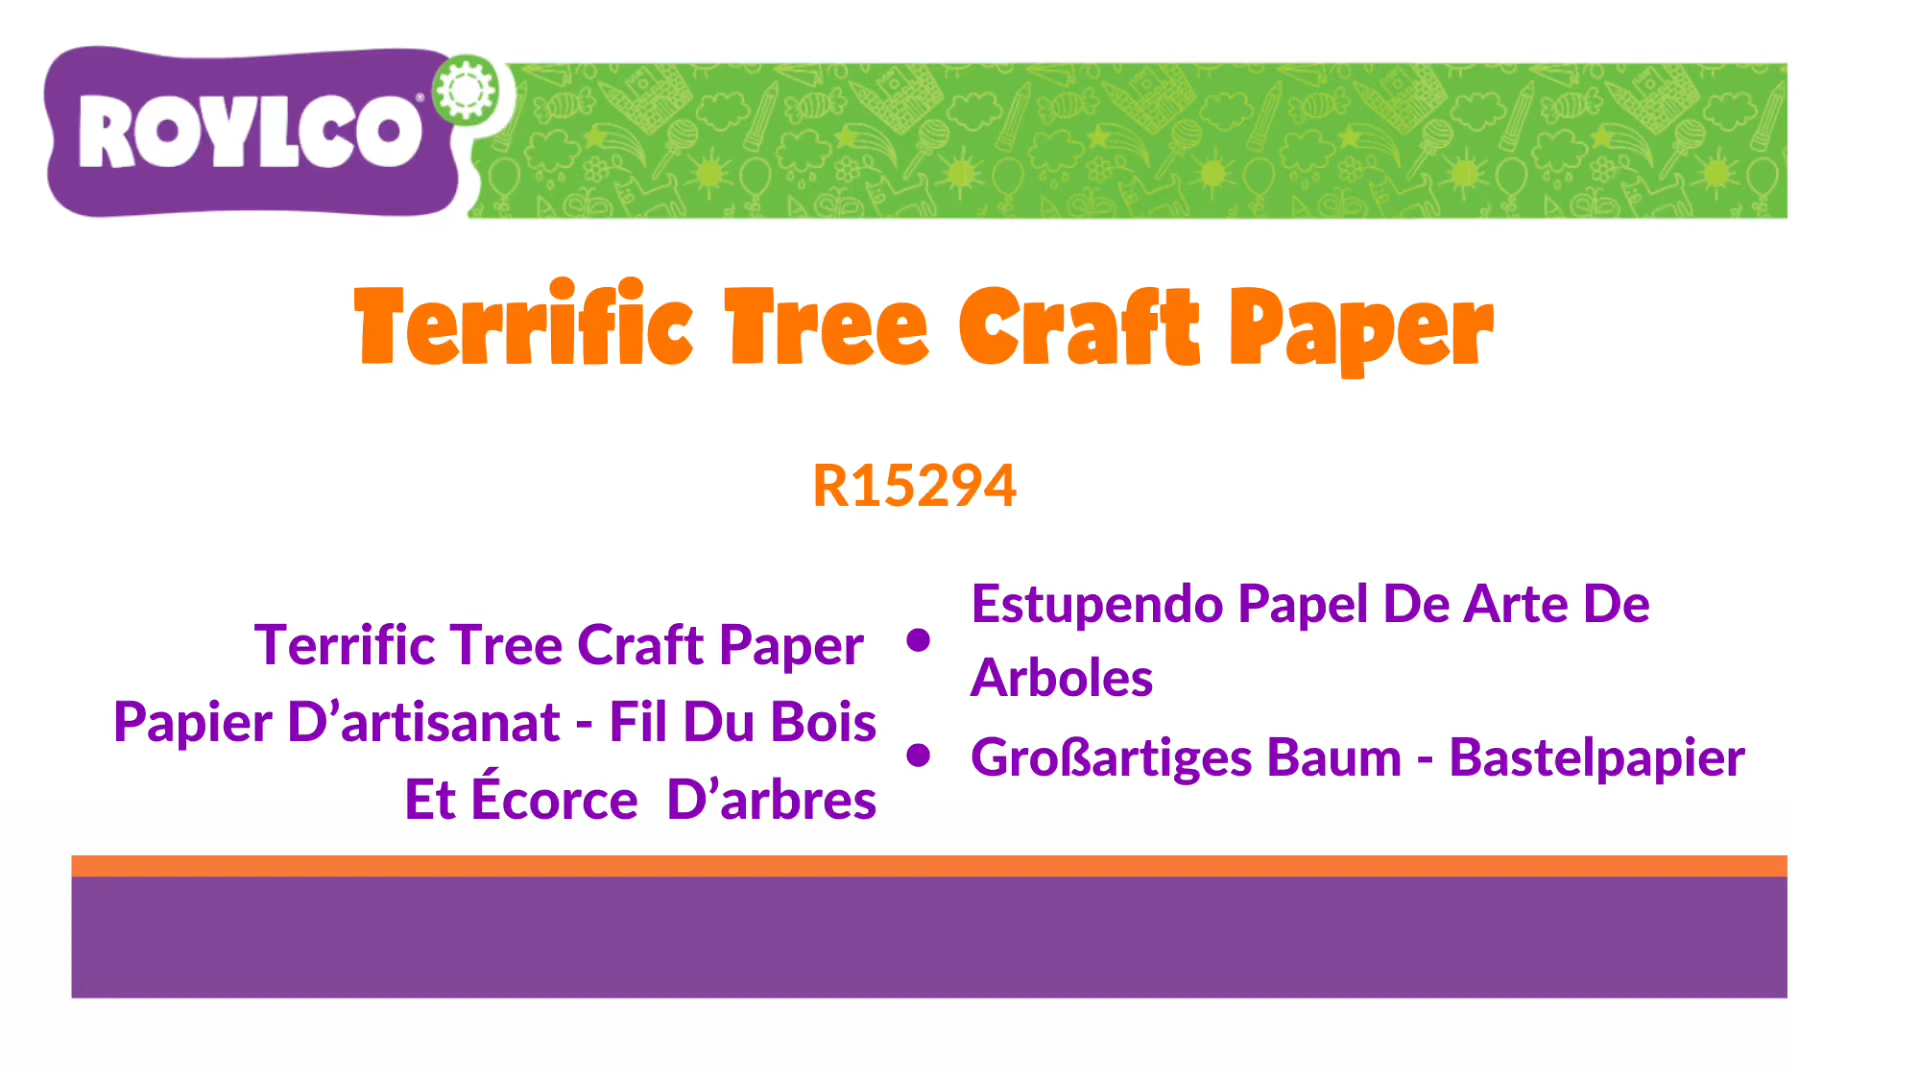 ROYLCO®
Terrific Tree Craft Paper
R15294
Terrific Tree Craft Paper
Papier D’artisanat - Fil Du Bois
Et Écorce  D’arbres
• Estupendo Papel De Arte De
Arboles
• Großartiges Baum - Bastelpapier